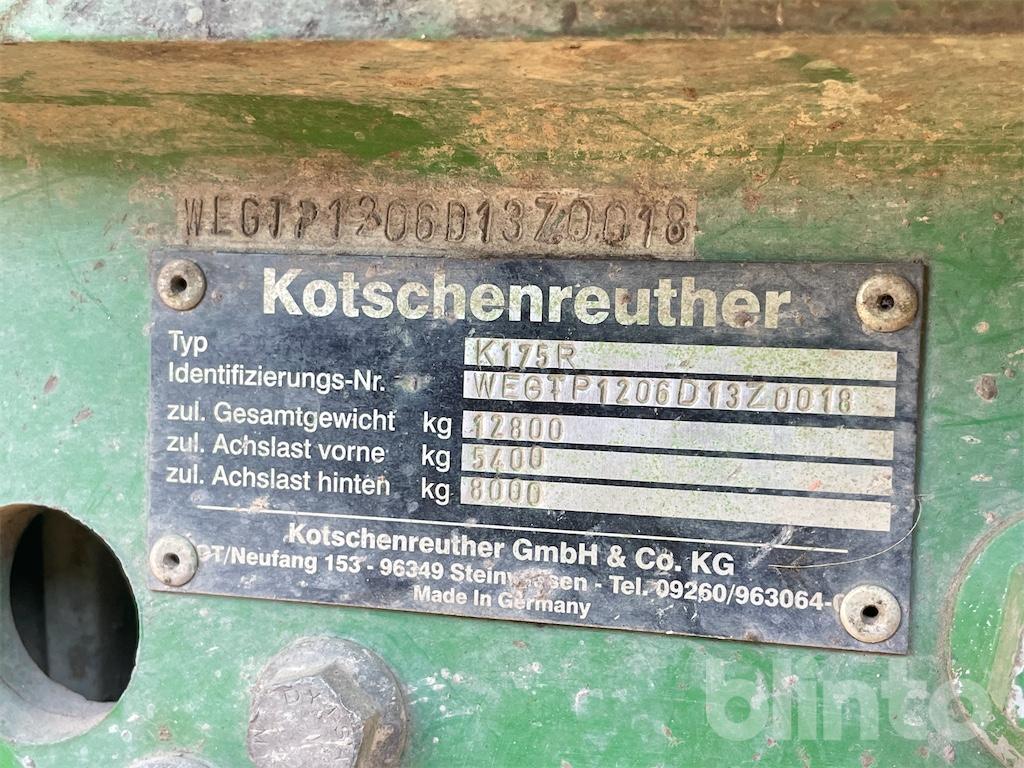 WEGTP1206D13Z0018
Kotschenreuther
Typ K175R
Identifizierungs-Nr. WEGTP1206D13Z0018
zul. Gesamtgewicht kg 12800
zul. Achslast vorne kg 5400
zul. Achslast hinten kg 8000
Kotschenreuther GmbH & Co. KG
153 - 96349 - Tel. 09260/963064-
Made In Germany
blinto